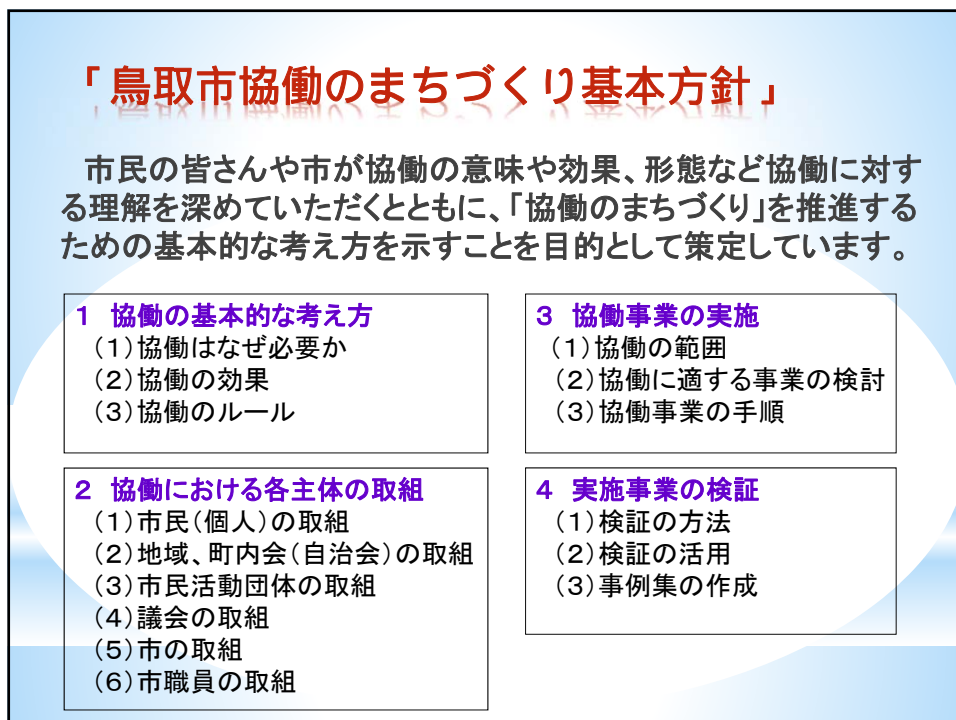 「鳥取市協働のまちづくり基本方針」
市民の皆さんや市が協働の意味や効果、形態など協働に対す
る理解を深めていただくとともに、「協働のまちづくり」を推進する
ための基本的な考え方を示すことを目的として策定しています。
１　協働の基本的な考え方
（１）協働はなぜ必要か
（２）協働の効果
（３）協働のルール
２　協働における各主体の取組
（１）市民（個人）の取組
（２）地域、町内会（自治会）の取組
（３）市民活動団体の取組
（４）議会の取組
（５）市の取組
（６）市職員の取組
３　協働事業の実施
（１）協働の範囲
（２）協働に適する事業の検討
（３）協働事業の手順
４　実施事業の検証
（１）検証の方法
（２）検証の活用
（３）事例集の作成